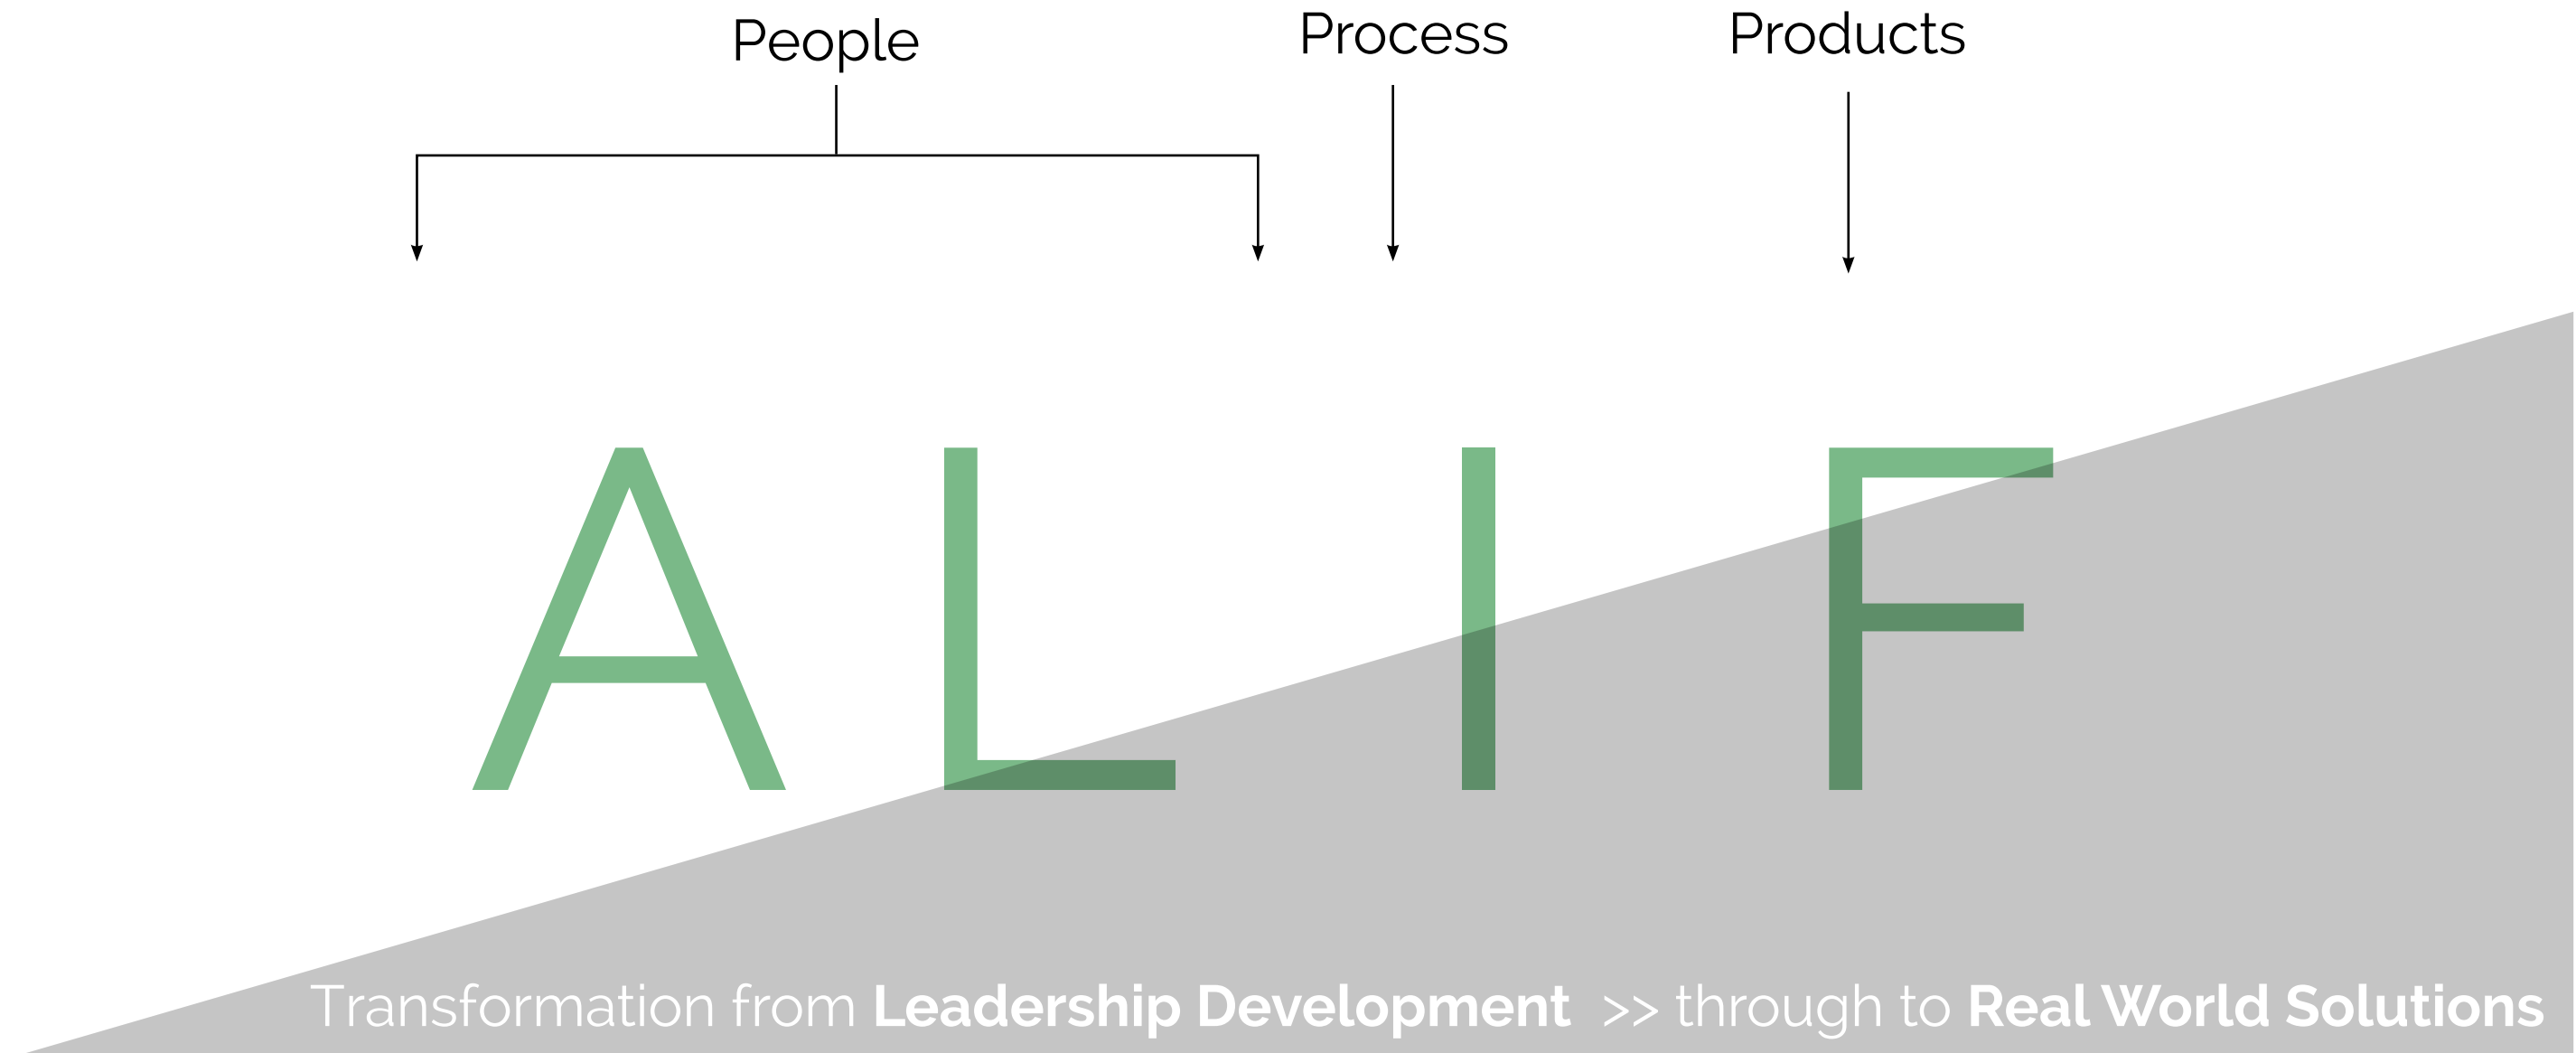 People Process Products
A L I F
Transformation from Leadership Development >> through to Real World Solutions